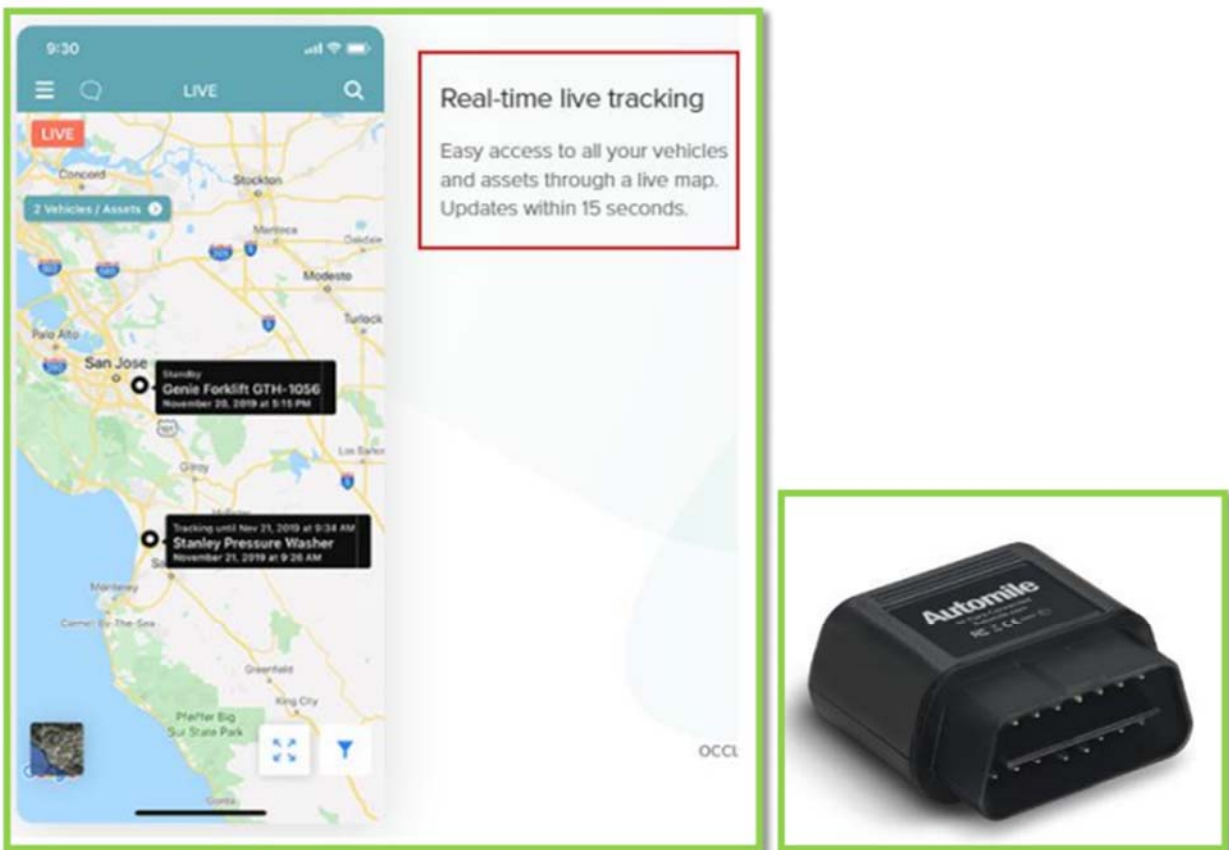 9:30
LIVE
LIVE
Concord
Stockton
2 Vehicles / Assets
Manteca
Oakdale
Modesto
Turlock
Palo Alto
San Jose
Standby
Genie Forklift GTH-1056
November 20, 2019 at 5:15 PM
101
Los Banos
Gilroy
5
Tracking until Nov 21, 2019 at 9:34 AM
Stanley Pressure Washer
November 21, 2019 at 9:26 AM
Monterey
Carmel-By-The-Sea
Greenfield
King City
Pfeiffer Big
Sur State Park
Gorda
Real-time live tracking
Easy access to all your vehicles
and assets through a live map.
Updates within 15 seconds.
OCCU
Automile